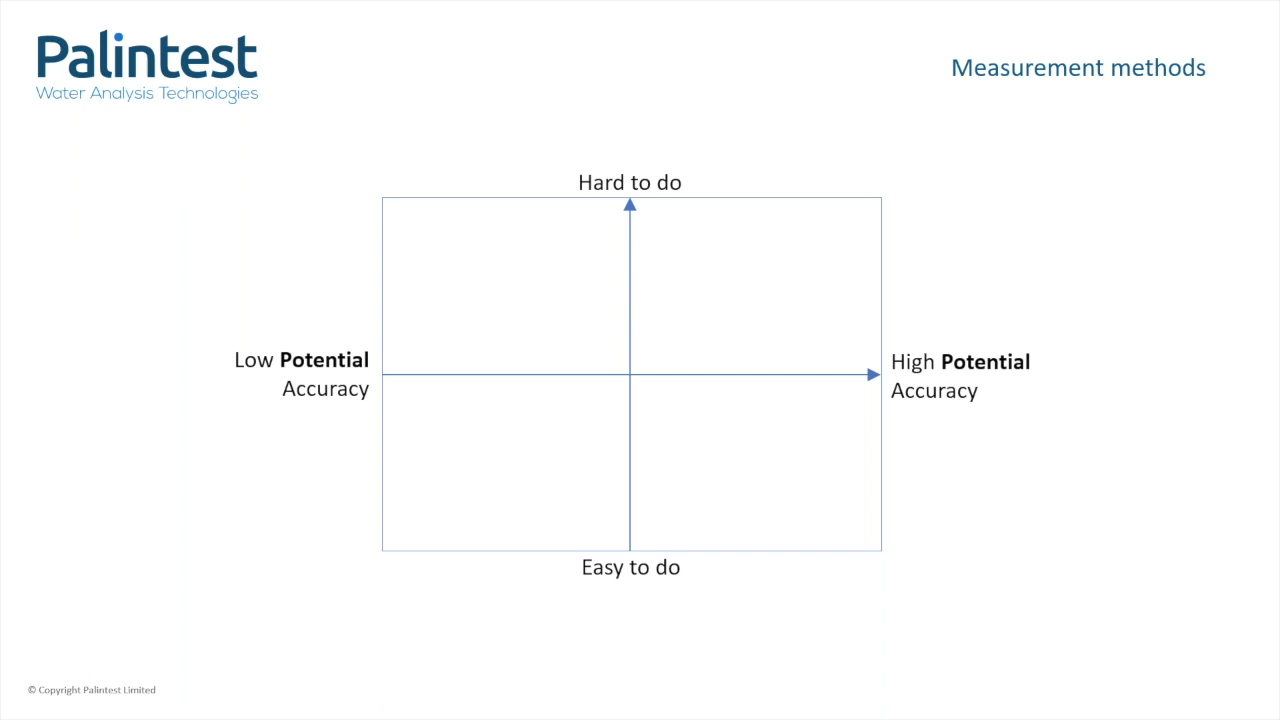 Palintest
Water Analysis Technologies
Measurement methods
Hard to do
Low Potential
Accuracy
High Potential
Accuracy
Easy to do
© Copyright Palintest Limited